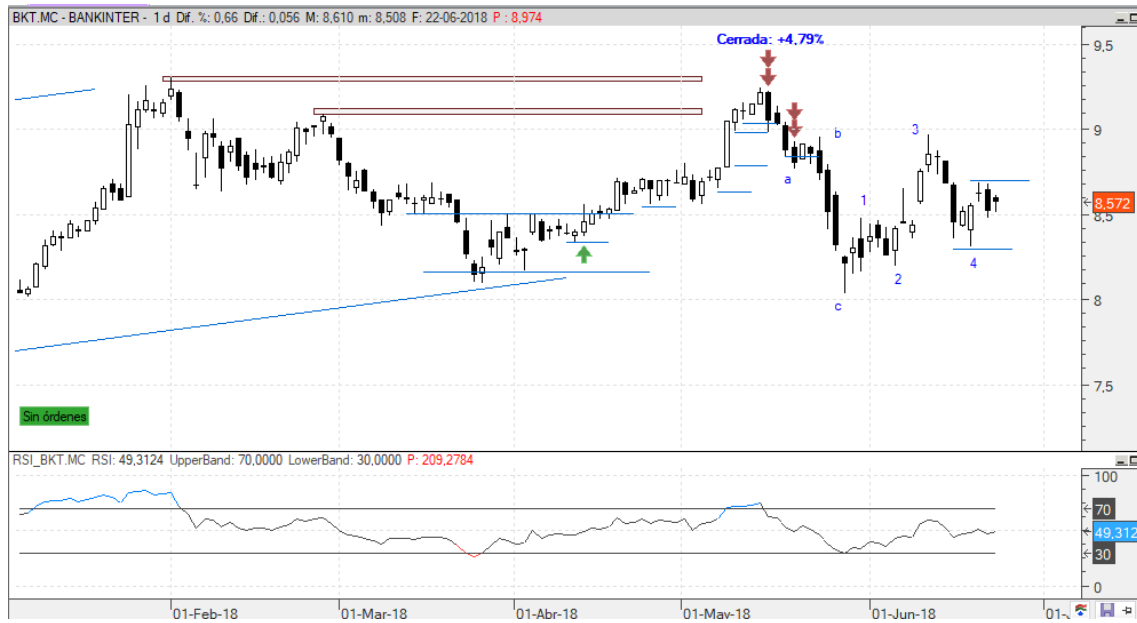 BKT.MC - BANKINTER - 1 d Dif. %: 0,66 Dif.: 0,056 M: 8,610 m: 8,508 F: 22-06-2018 P : 8,974
Cerrada: +4,79%
9,5
9
b
3
a
1
8,572
8,5
2
4
c
8
7,5
Sin órdenes
RSI_BKT.MC RSI: 49,3124 UpperBand: 70,0000 LowerBand: 30,0000 P: 209,2784
100
70
49,312
30
0
01-Feb-18 01-Mar-18 01-Abr-18 01-May-18 01-Jun-18